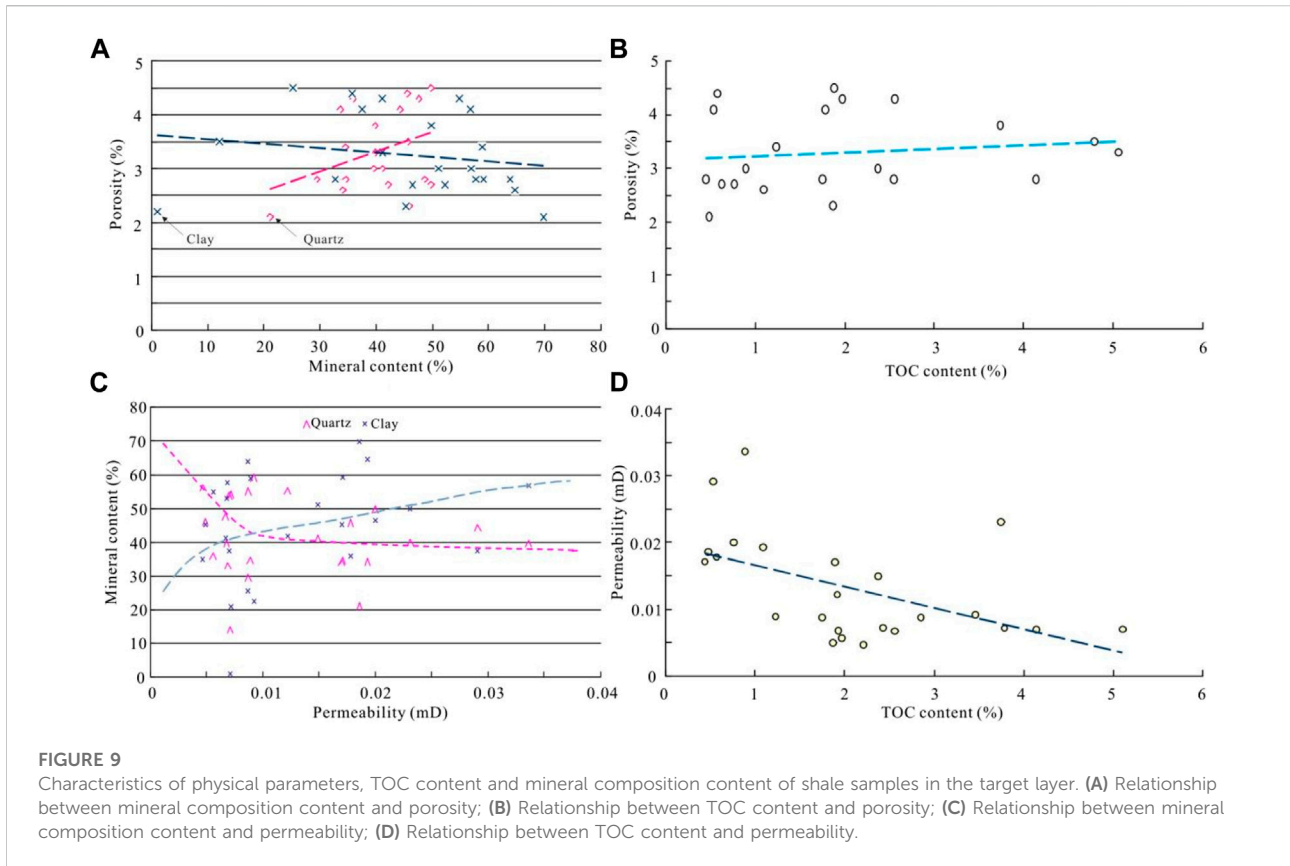 A
B
5
4
3
2
1
0
Porosity (%)
Clay
Quartz
0 10 20 30 40 50 60 70 80
Mineral content (%)
5
4
3
2
1
0
Porosity (%)
1 2 3 4 5 6
TOC content (%)
C
D
80
70
60
50
40
30
20
10
0
Mineral content (%)
Quartz Clay
0 0.01 0.02 0.03 0.04
Permeability (mD)
0.04
0.03
0.02
0.01
0
Permeability (mD)
1 2 3 4 5 6
TOC content (%)
FIGURE 9
Characteristics of physical parameters, TOC content and mineral composition content of shale samples in the target layer. (A) Relationship
between mineral composition content and porosity; (B) Relationship between TOC content and porosity; (C) Relationship between mineral
composition content and permeability; (D) Relationship between TOC content and permeability.